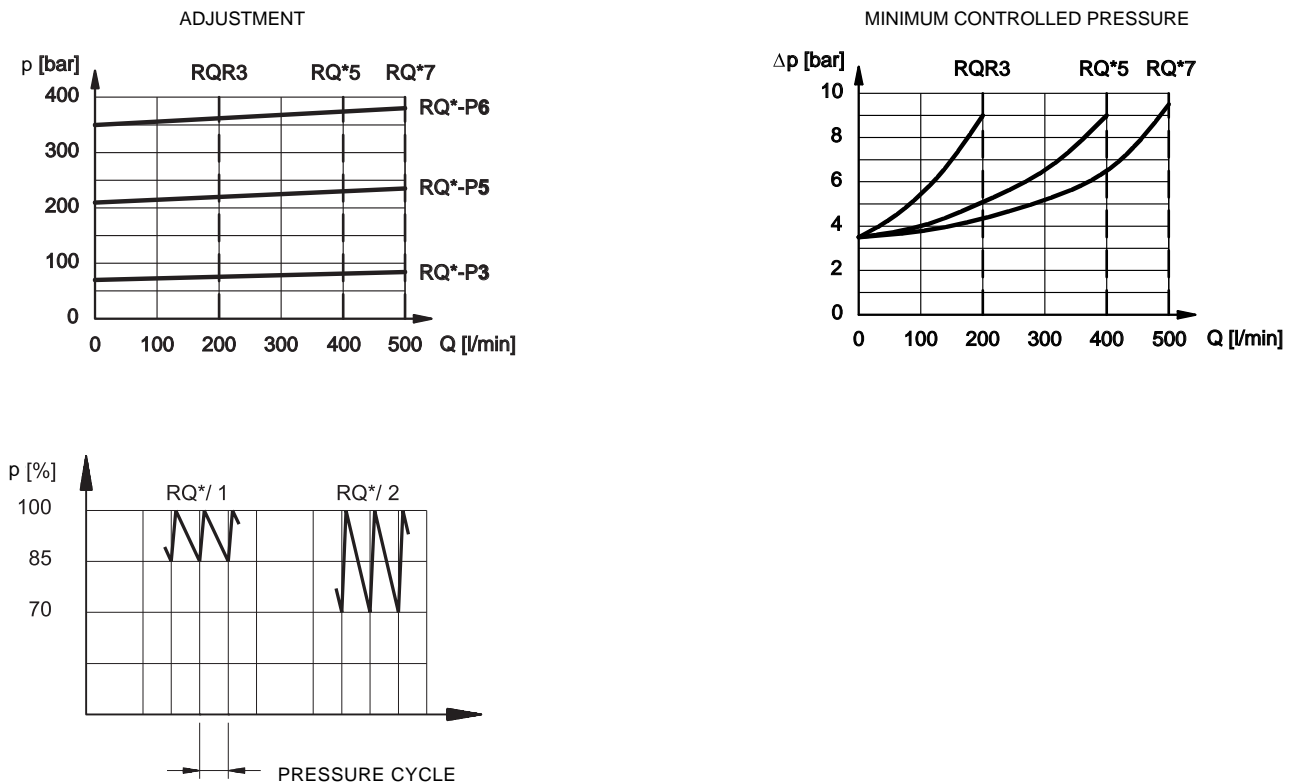 ADJUSTMENT
p [bar]
RQR3 RQ*5 RQ*7
400
300
200
100
0
RQ*-P6
RQ*-P5
RQ*-P3
0 100 200 300 400 500 Q [l/min]
MINIMUM CONTROLLED PRESSURE
Δp [bar]
RQR3 RQ*5 RQ*7
10
8
6
4
2
0
0 100 200 300 400 500 Q [l/min]
p [%]
RQ*/ 1 RQ*/ 2
100
85
70
PRESSURE CYCLE